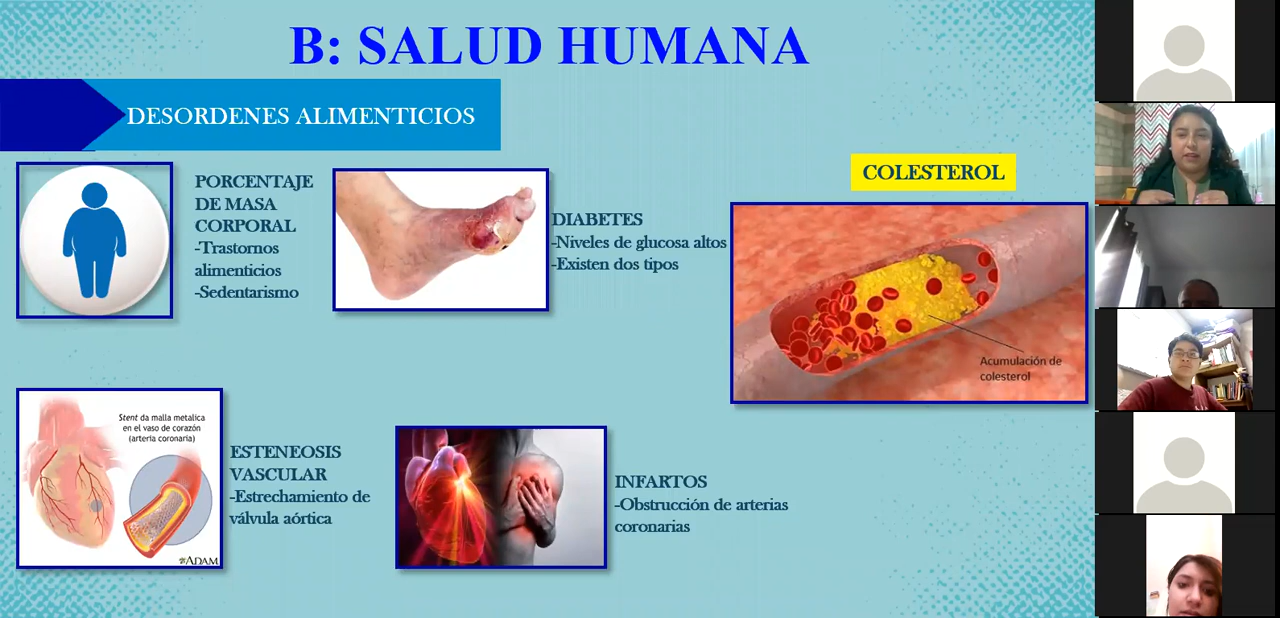 B: SALUD HUMANA
DESORDENES ALIMENTICIOS
PORCENTAJE
DE MASA
CORPORAL
-Trastornos
alimenticios
-Sedentarismo
DIABETES
-Niveles de glucosa altos
-Existen dos tipos
COLESTEROL
Acumulación de
colesterol
Stent da malla metalica
en el vaso de corazón
(arteria coronaria)
ADAM
ESTENEOSIS
VASCULAR
-Estrechamiento de
válvula aórtica
INFARTOS
-Obstrucción de arterias
coronarias